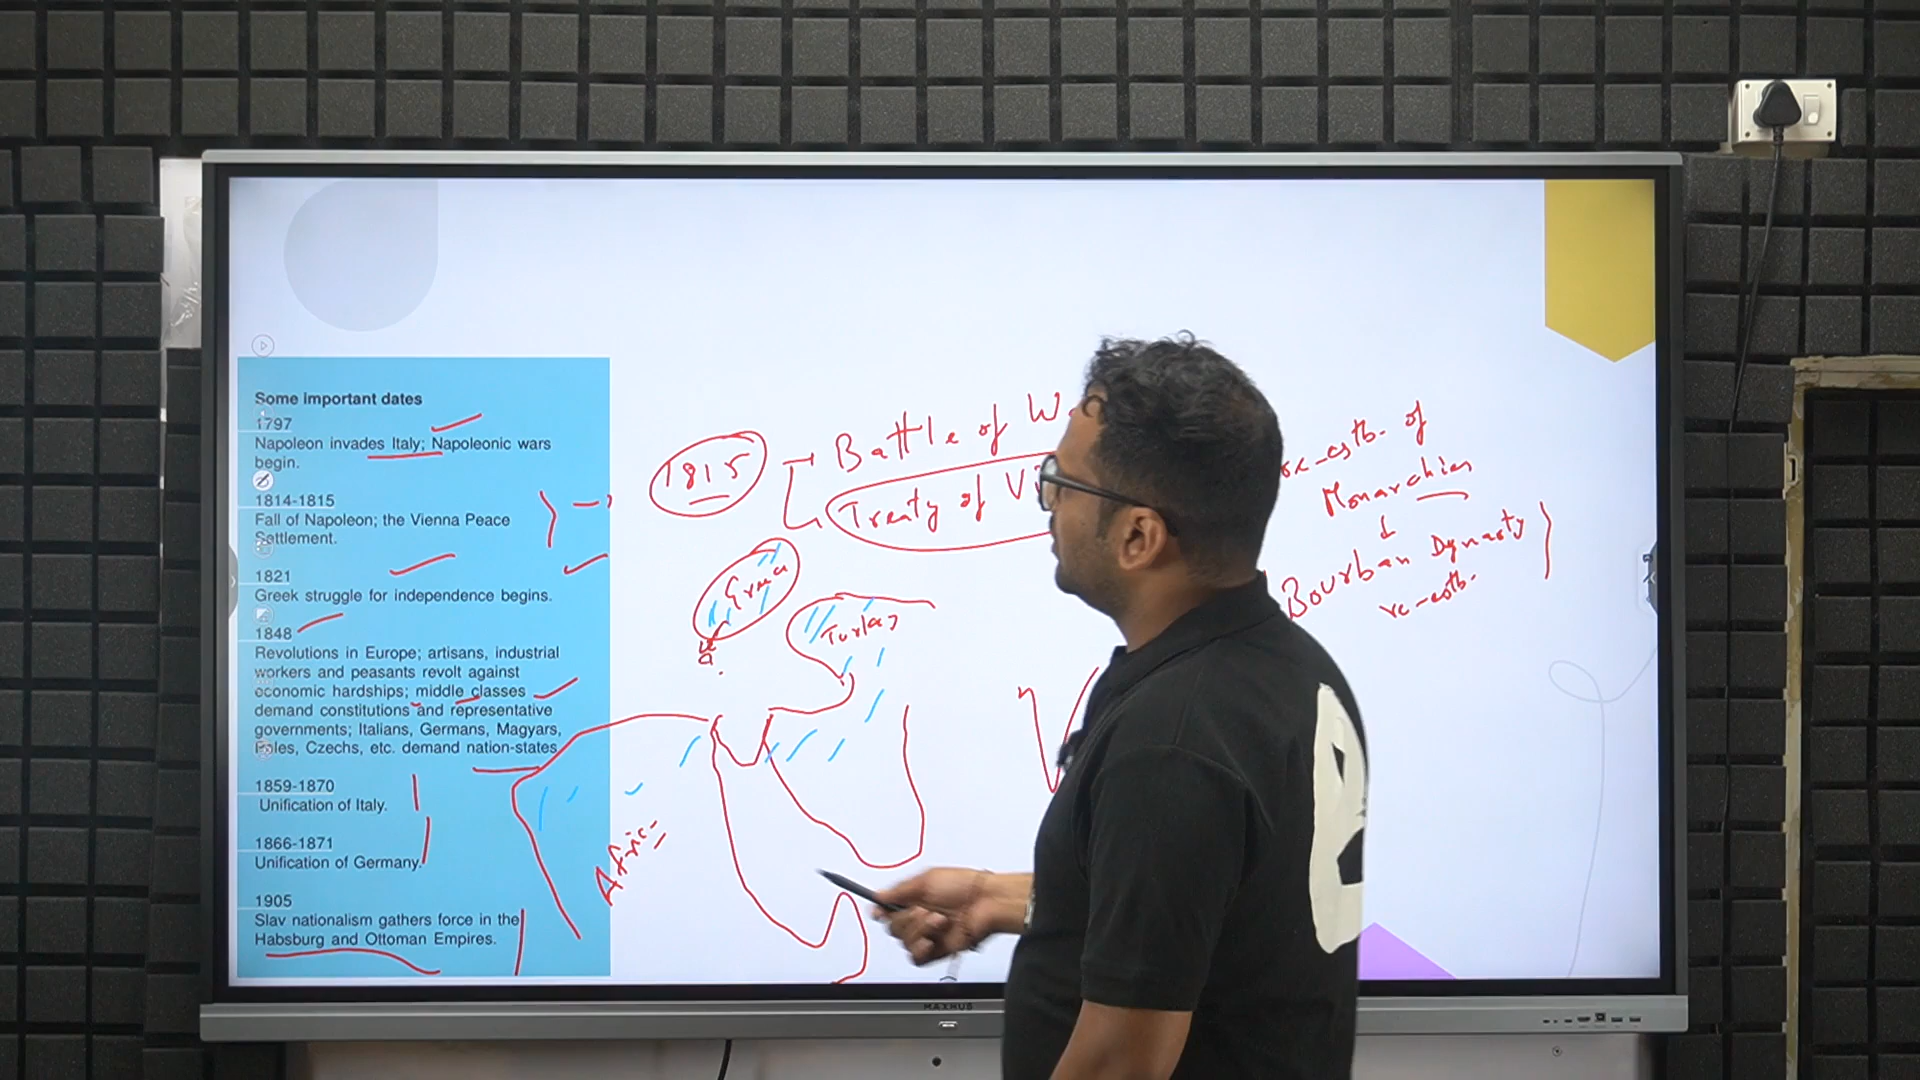 Some important dates
1797
Napoleon invades Italy; Napoleonic wars
begin.
1814-1815
Fall of Napoleon; the Vienna Peace
Settlement.
1821
Greek struggle for independence begins.
1848
Revolutions in Europe; artisans, industrial
workers and peasants revolt against
economic hardships; middle classes
demand constitutions and representative
governments; Italians, Germans, Magyars,
Poles, Czechs, etc. demand nation-states.
1859-1870
Unification of Italy.
1866-1871
Unification of Germany.
1905
Slav nationalism gathers force in the
Habsburg and Ottoman Empires.
1815
Battle of W
Treaty of Vi
Turkey
Africa
re-estb. of
Monarchies
Bourban Dynasty
re-estb.
MAXHUB